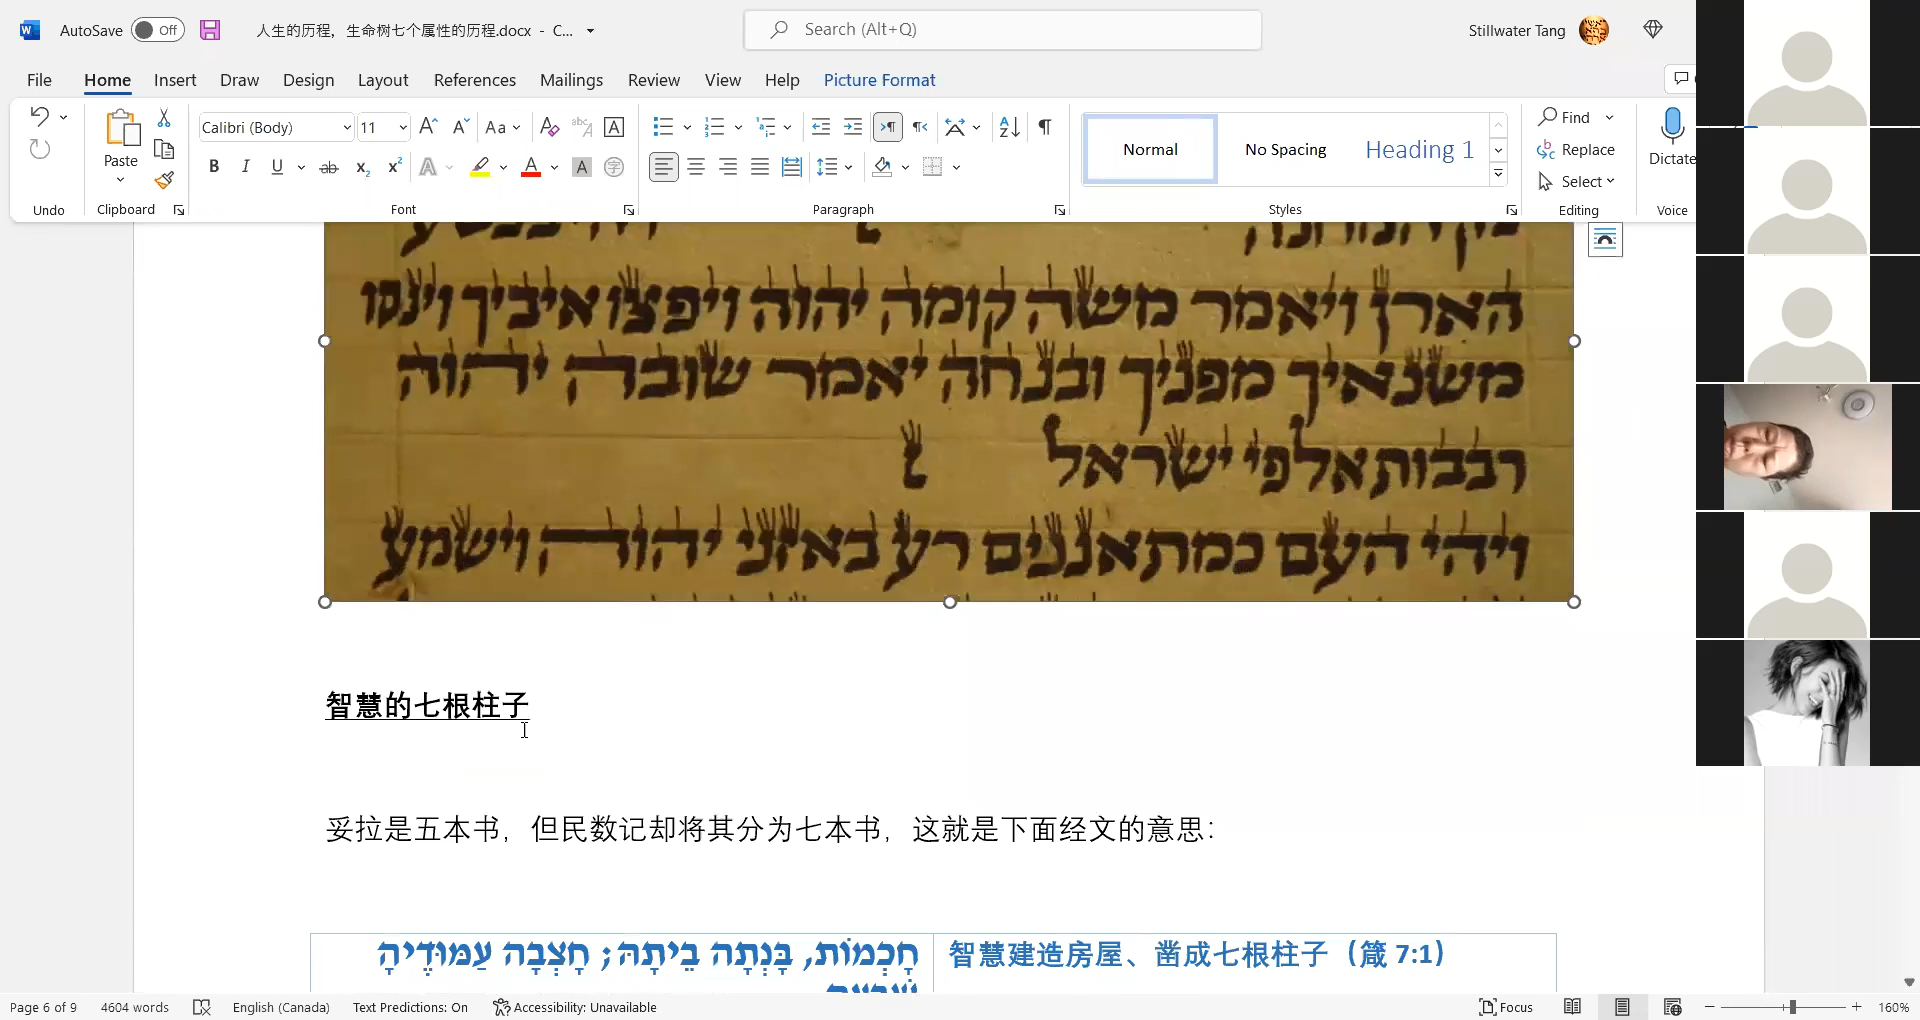 AutoSave Off 人生的历程，生命树七个属性的历程.docx - C... Search (Alt+Q) Stillwater Tang
File Home Insert Draw Design Layout References Mailings Review View Help Picture Format
Calibri (Body) 11 Aa
Paste
Normal No Spacing Heading 1
Find
Replace
Select
Dictate
Undo Clipboard Font Paragraph Styles Editing Voice
הארן ויאמר משה קומה יהוה ויפצו איביך וינסו
משנאיך מפניך ובנחה יאמר שובה יהוה
רבבות אלפי ישראל ׆
ויהי העם כמתאננים רע באזני יהוה וישמע
智慧的七根柱子
妥拉是五本书，但民数记却将其分为七本书，这就是下面经文的意思：
חָכְמוֹת, בָּנְתָה בֵיתָהּ; חָצְבָה עַמּוּדֶיהָ
智慧建造房屋、凿成七根柱子（箴 7:1）
Page 6 of 9 4604 words English (Canada) Text Predictions: On Accessibility: Unavailable Focus 160%